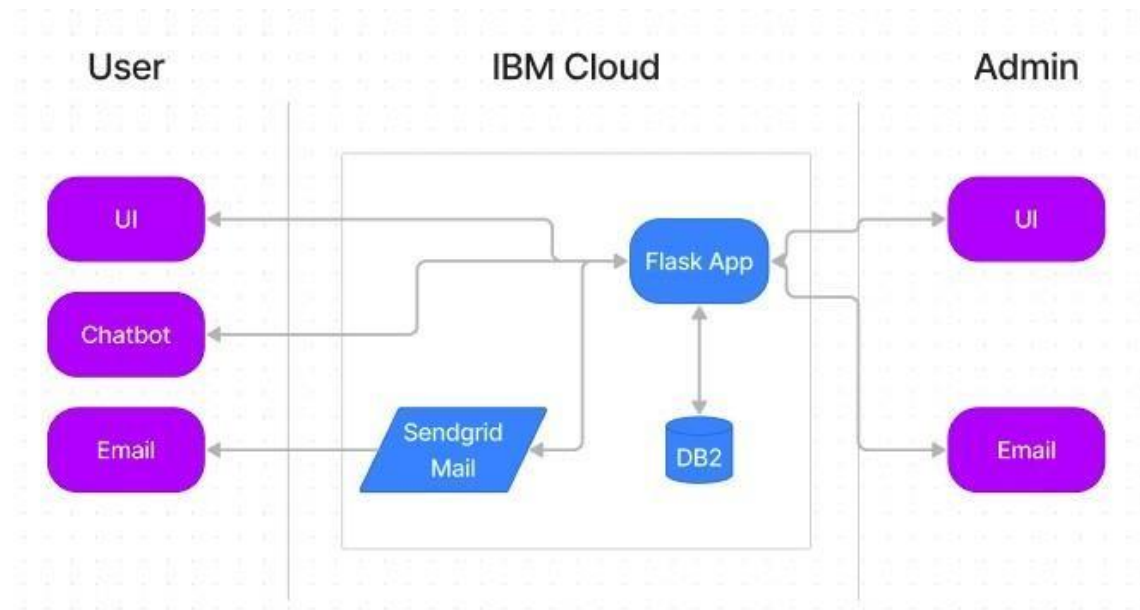 User
IBM Cloud
Admin
UI
Chatbot
Email
Flask App
Sendgrid
Mail
DB2
UI
Email